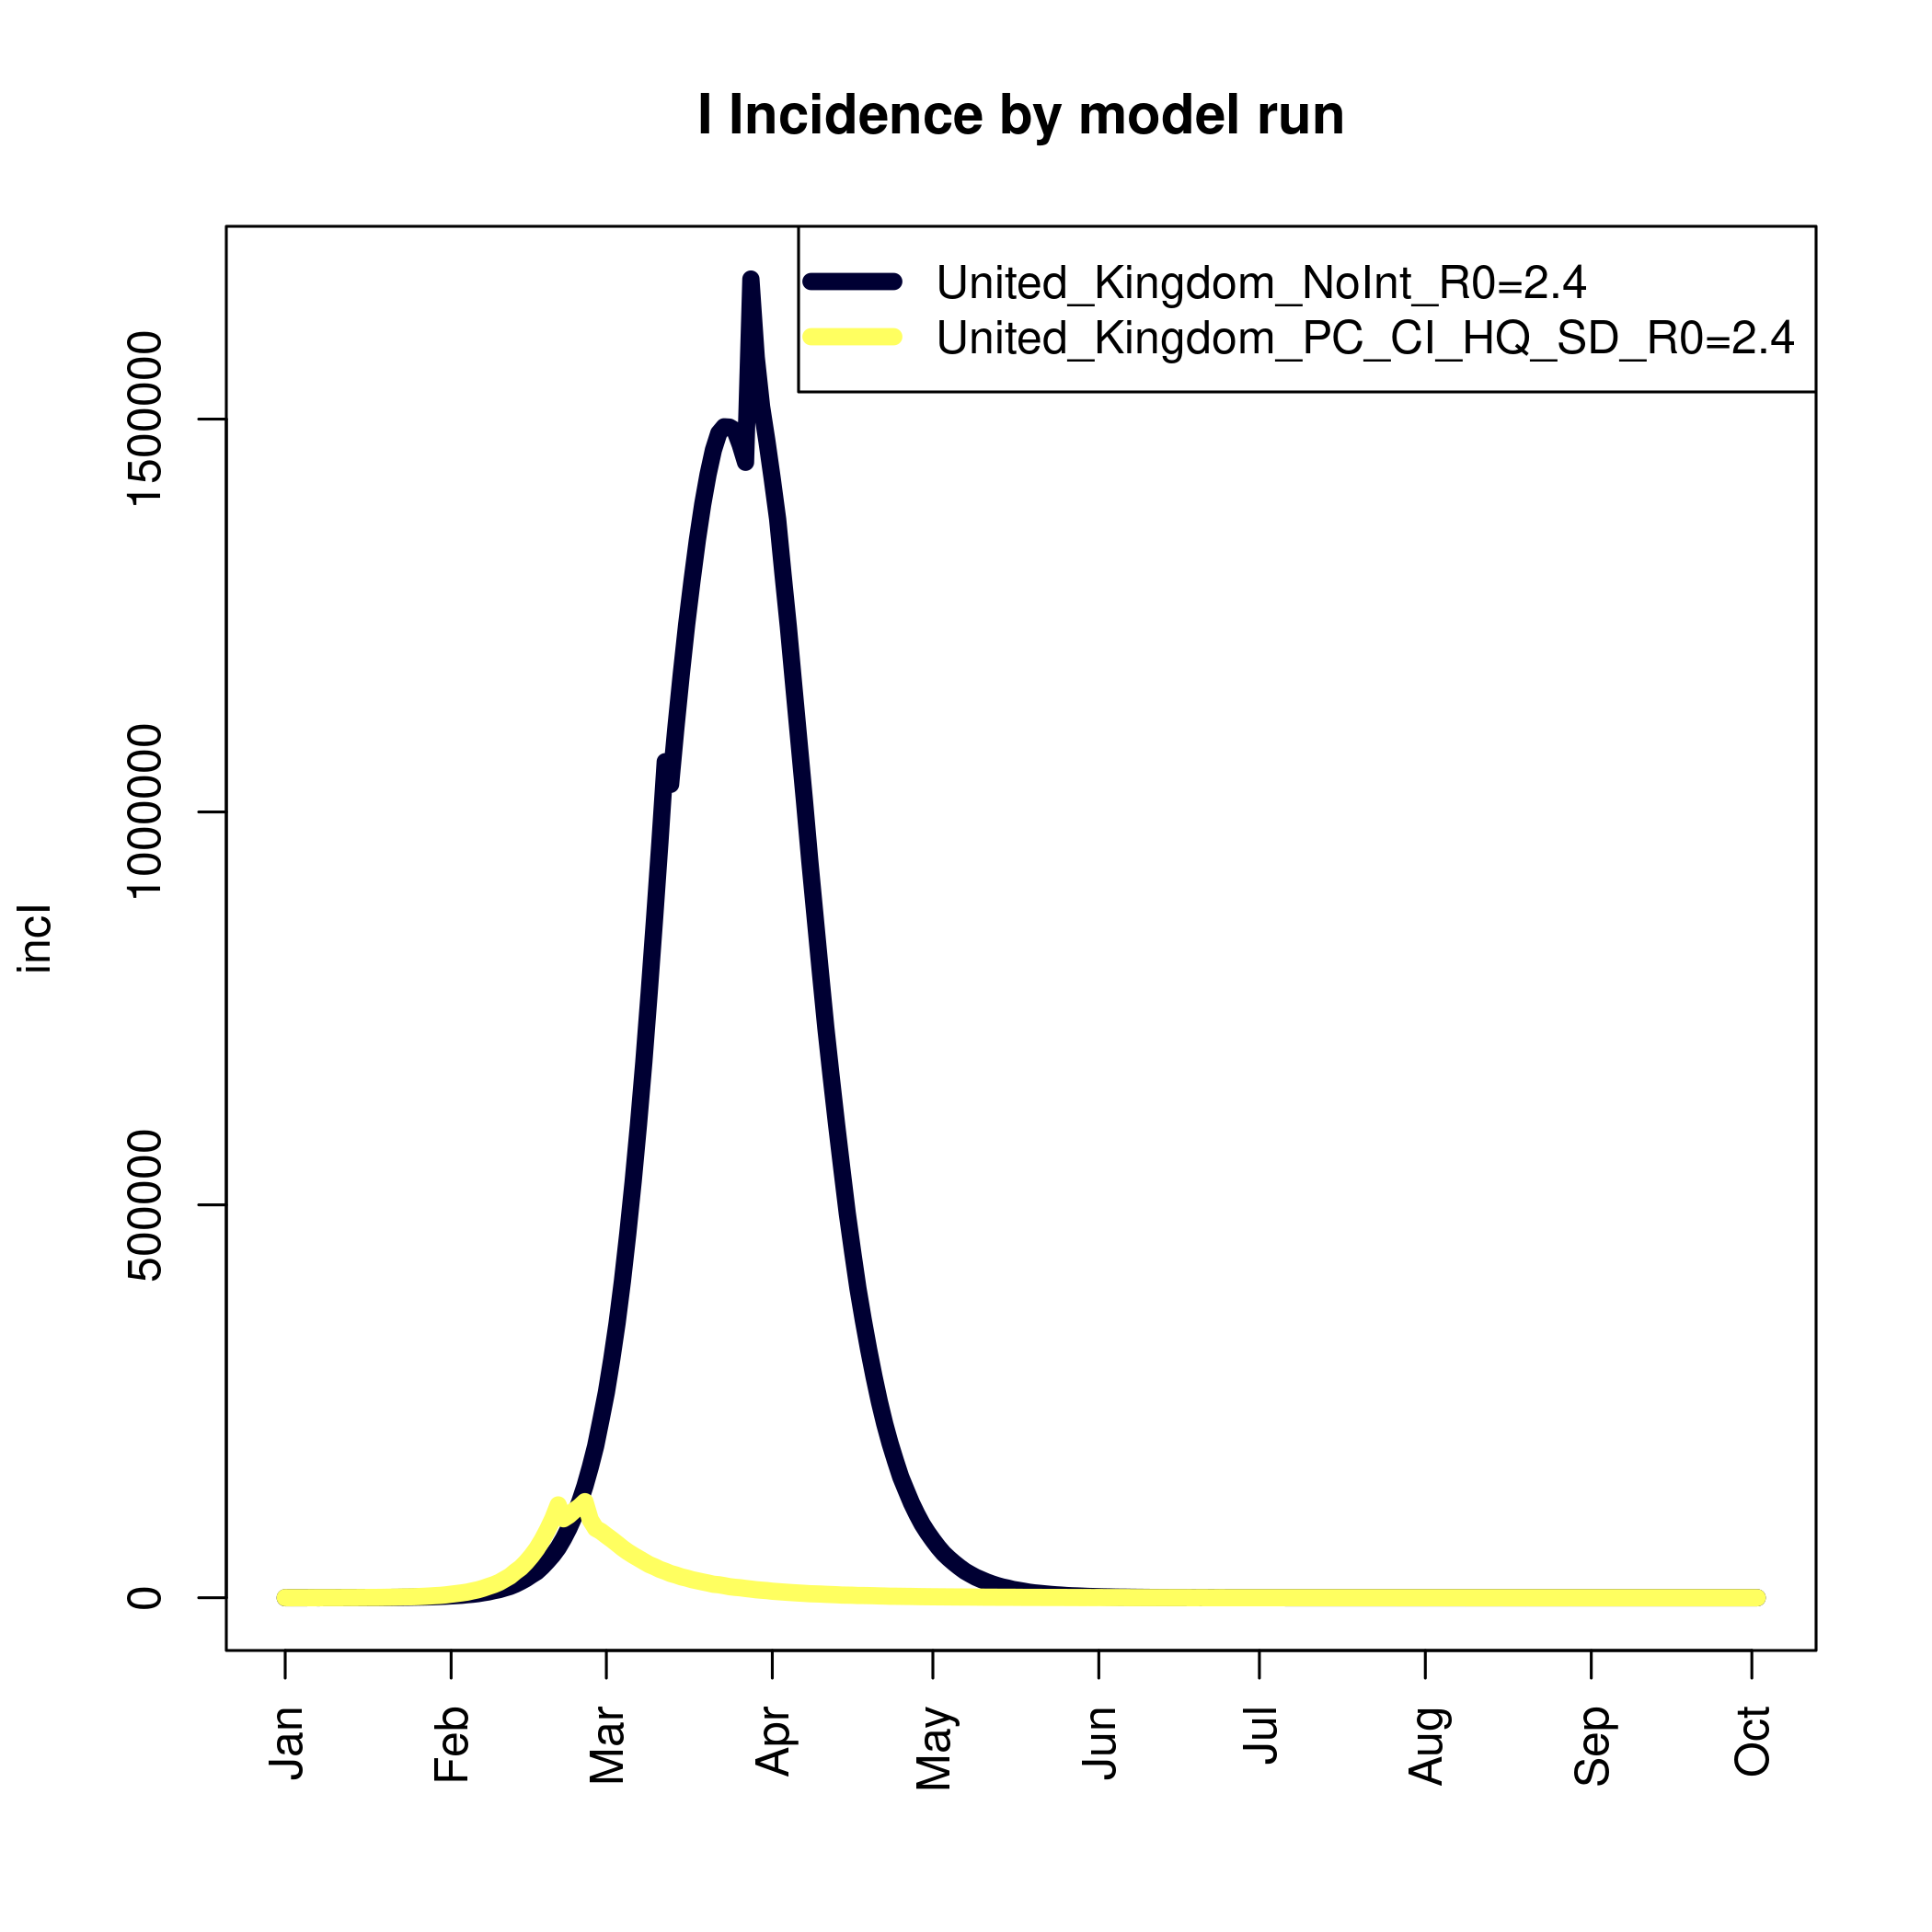 I Incidence by model run
United_Kingdom_NoInt_R0=2.4
United_Kingdom_PC_CI_HQ_SD_R0=2.4
1500000
1000000
500000
0
incI
Jan
Feb
Mar
Apr
May
Jun
Jul
Aug
Sep
Oct